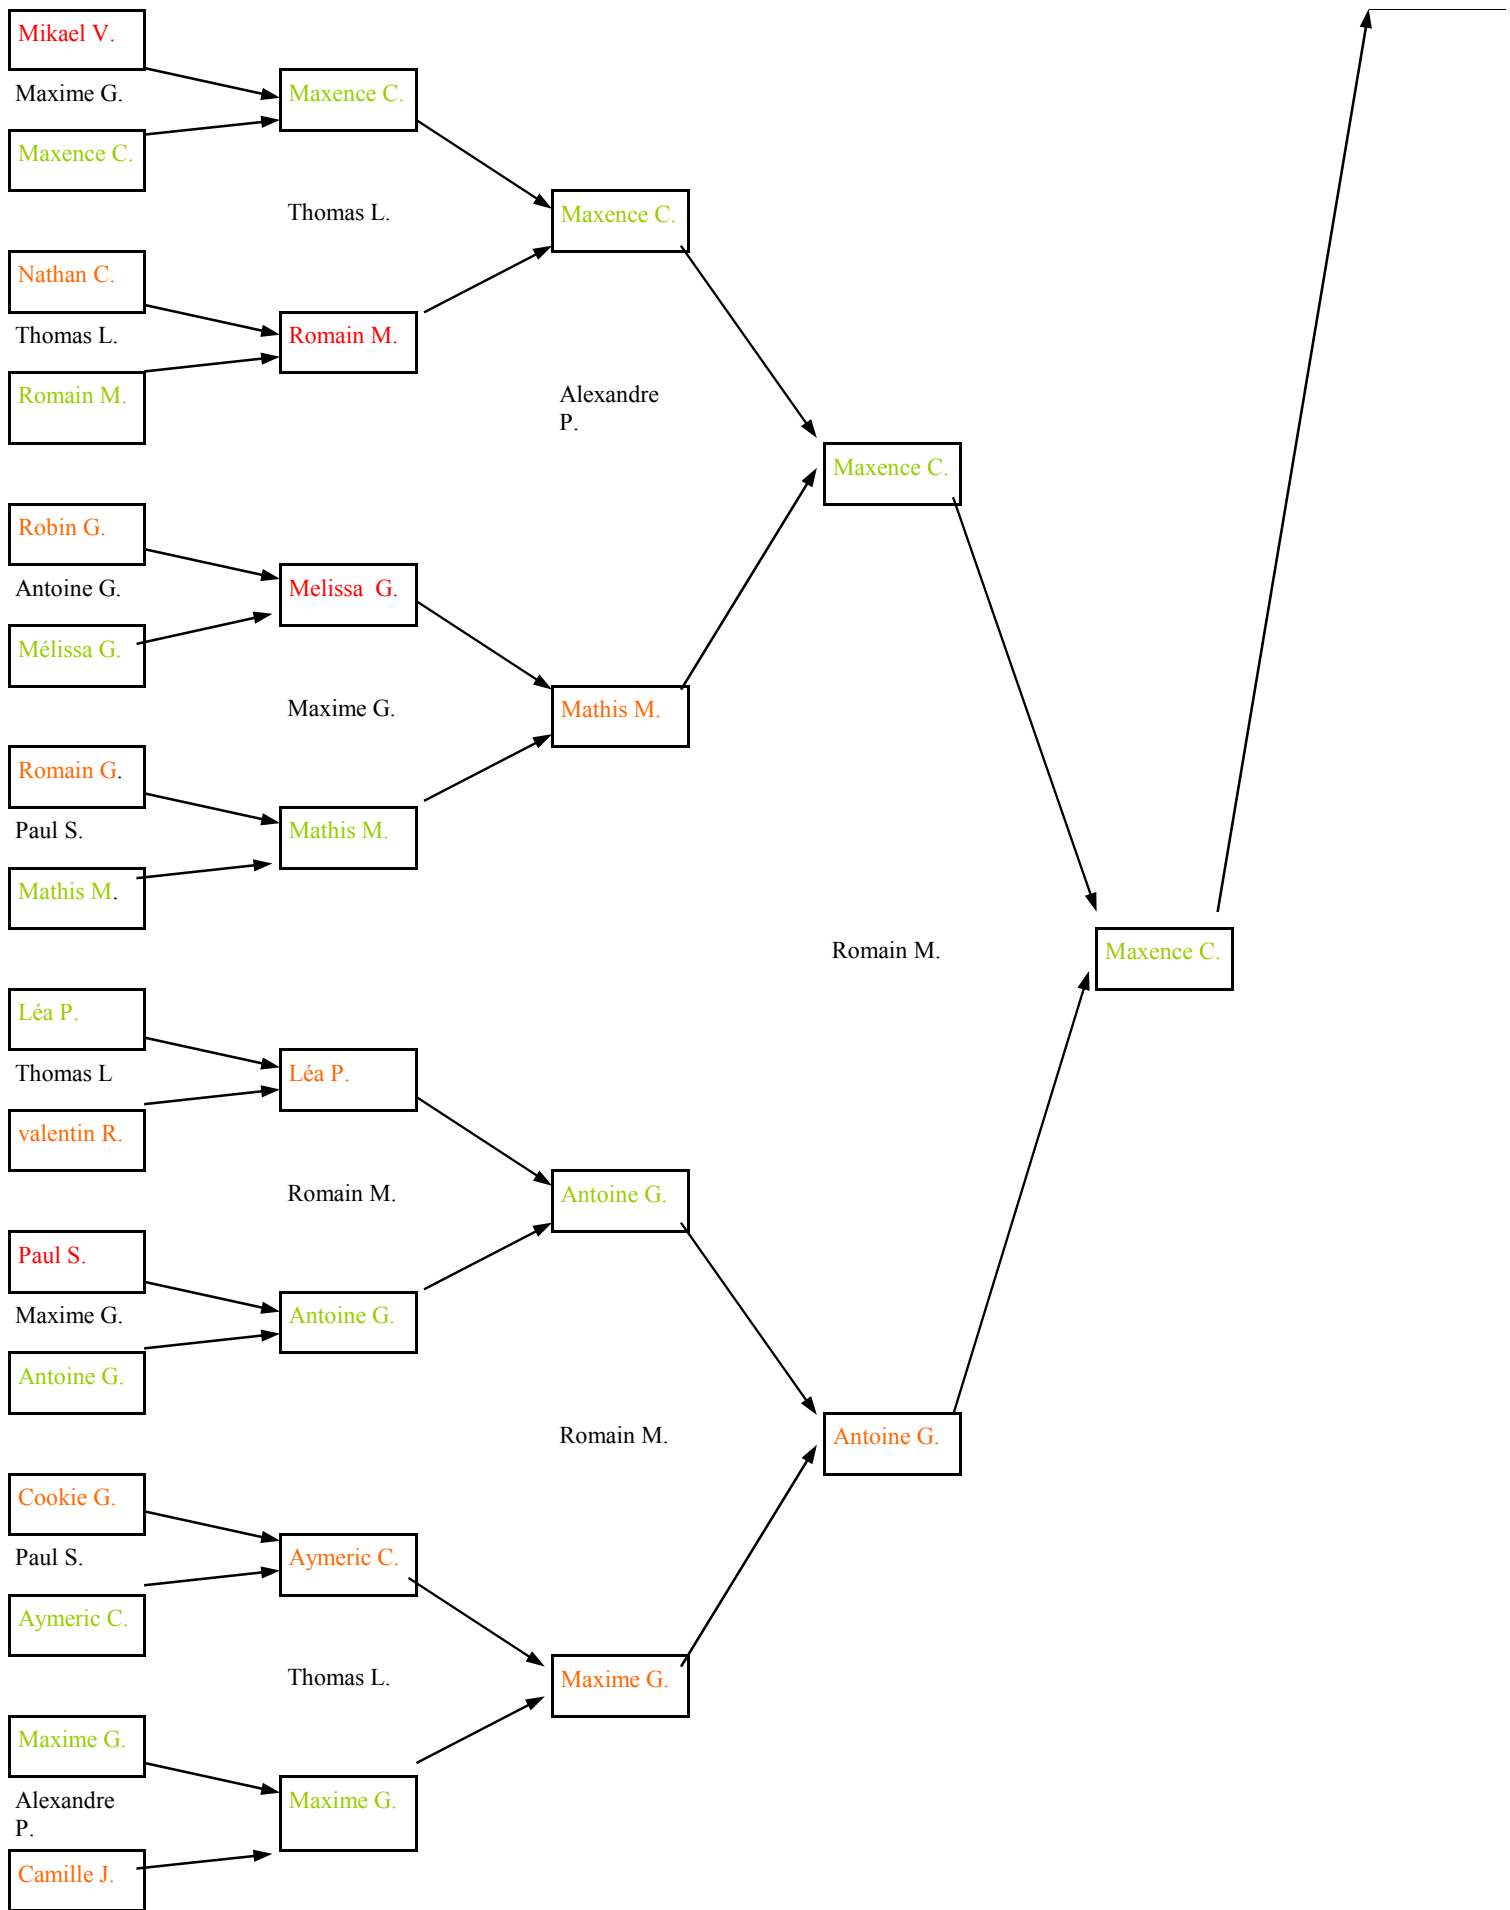 Mikael V.
Maxime G.
Maxence C.
Nathan C.
Thomas L.
Romain M.
Robin G.
Antoine G.
Mélissa G.
Romain G.
Paul S.
Mathis M.
Léa P.
Thomas L
valentin R.
Paul S.
Maxime G.
Antoine G.
Cookie G.
Paul S.
Aymeric C.
Maxime G.
Alexandre
P.
Camille J.
Maxence C.
Thomas L.
Romain M.
Melissa  G.
Maxime G.
Mathis M.
Léa P.
Romain M.
Antoine G.
Aymeric C.
Thomas L.
Maxime G.
Maxence C.
Alexandre
P.
Mathis M.
Antoine G.
Romain M.
Maxime G.
Maxence C.
Romain M.
Antoine G.
Maxence C.